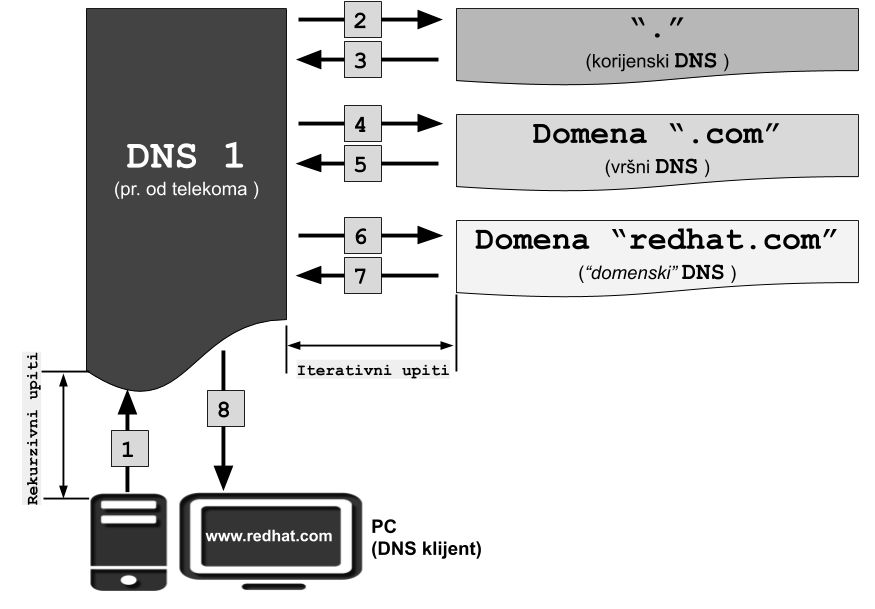 2
3
“.”
(korijenski DNS )
4
5
Domena “.com”
(vršni DNS )
DNS 1
(pr. od telekoma )
6
7
Domena “redhat.com”
(“domenski” DNS )
Iterativni upiti
Rekurzivni upiti
1
8
www.redhat.com
PC
(DNS klijent)